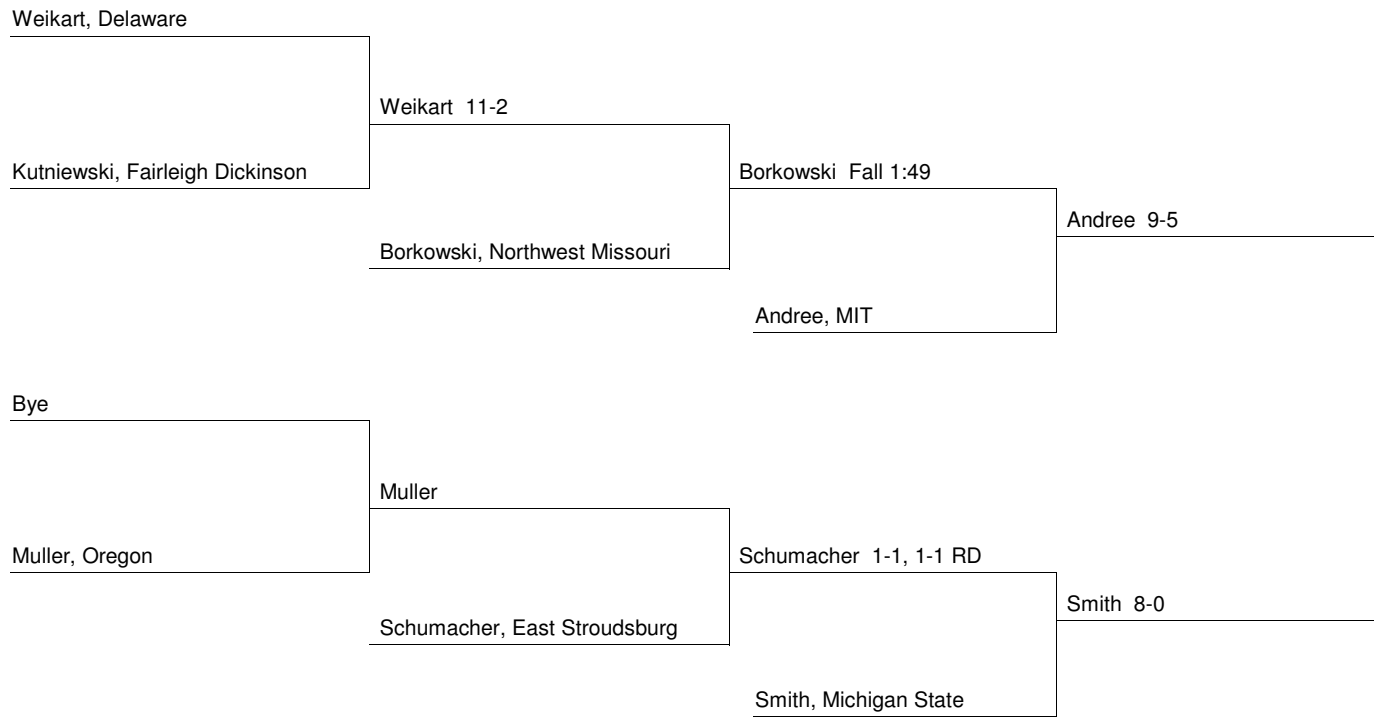 Weikart, Delaware
Weikart  11-2
Kutniewski, Fairleigh Dickinson
Borkowski  Fall 1:49
Andree  9-5
Borkowski, Northwest Missouri
Andree, MIT
Bye
Muller
Muller, Oregon
Schumacher  1-1, 1-1 RD
Smith  8-0
Schumacher, East Stroudsburg
Smith, Michigan State